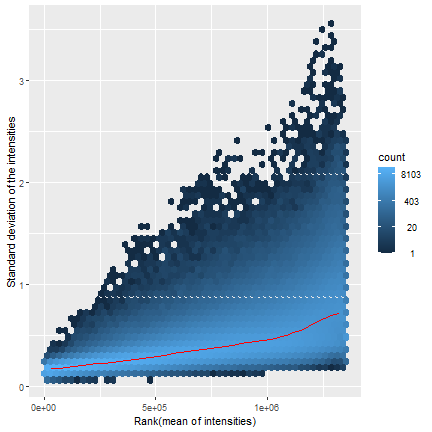 Standard deviation of the intensities
3
2
1
0
0e+00
5e+05
1e+06
Rank(mean of intensities)
count
8103
403
20
1